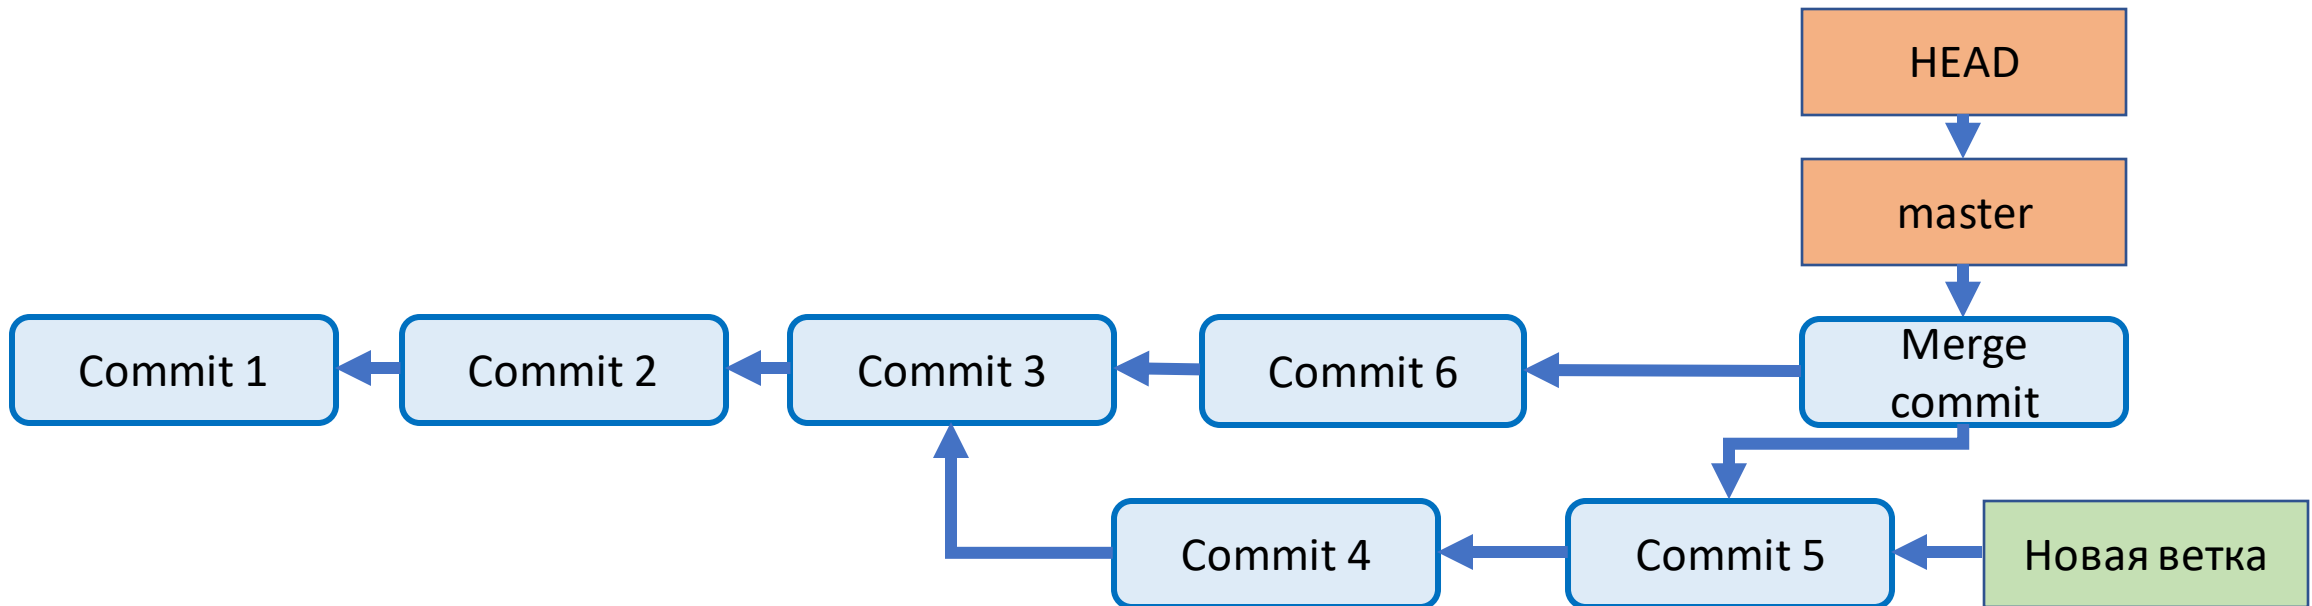 HEAD
master
Commit 1
Commit 2
Commit 3
Commit 6
Merge
commit
Commit 4
Commit 5
Новая ветка